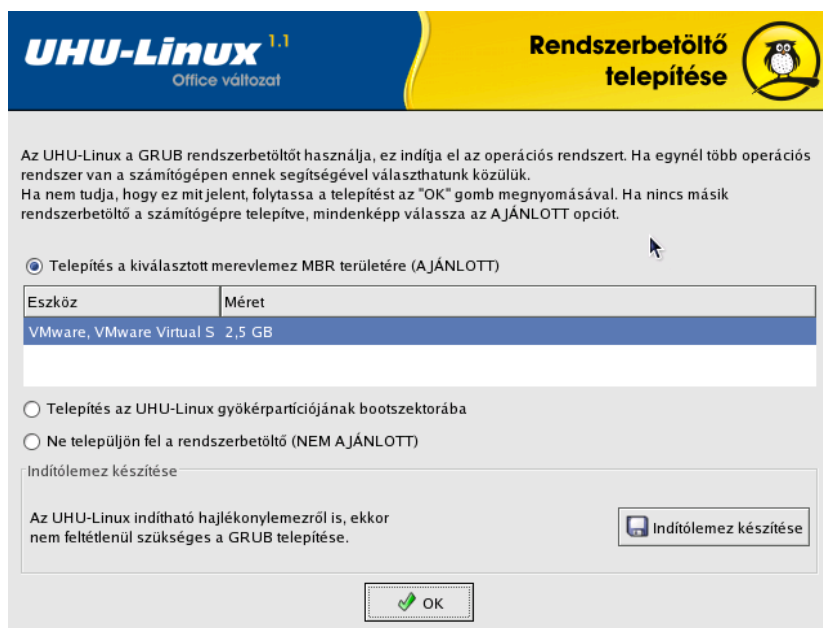 UHU-Linux 1.1
Office változat
Rendszerbetöltő
telepítése
Az UHU-Linux a GRUB rendszerbetöltőt használja, ez indítja el az operációs rendszert. Ha egynél több operációs
rendszer van a számítógépen ennek segítségével választhatunk közülük.
Ha nem tudja, hogy ez mit jelent, folytassa a telepítést az "OK" gomb megnyomásával. Ha nincs másik
rendszerbetöltő a számítógépre telepítve, mindenképp válassza az AJÁNLOTT opciót.
Telepítés a kiválasztott merevlemez MBR területére (AJÁNLOTT)
Eszköz Méret
VMware, VMware Virtual S 2,5 GB
Telepítés az UHU-Linux gyökérpartíciójának bootszektorába
Ne települjön fel a rendszerbetöltő (NEM AJÁNLOTT)
Indítólemez készítése
Az UHU-Linux indítható hajlékonylemezről is, ekkor
nem feltétlenül szükséges a GRUB telepítése.
Indítólemez készítése
OK